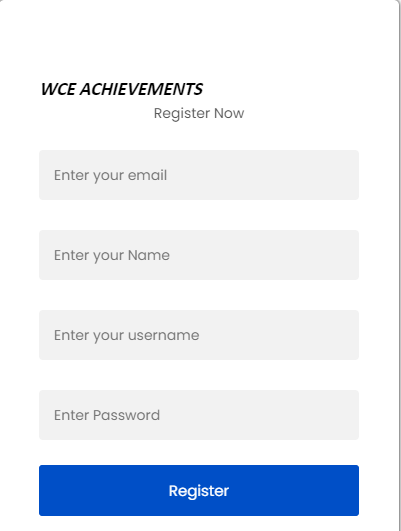 WCE ACHIEVEMENTS
Register Now
Enter your email
Enter your Name
Enter your username
Enter Password
Register